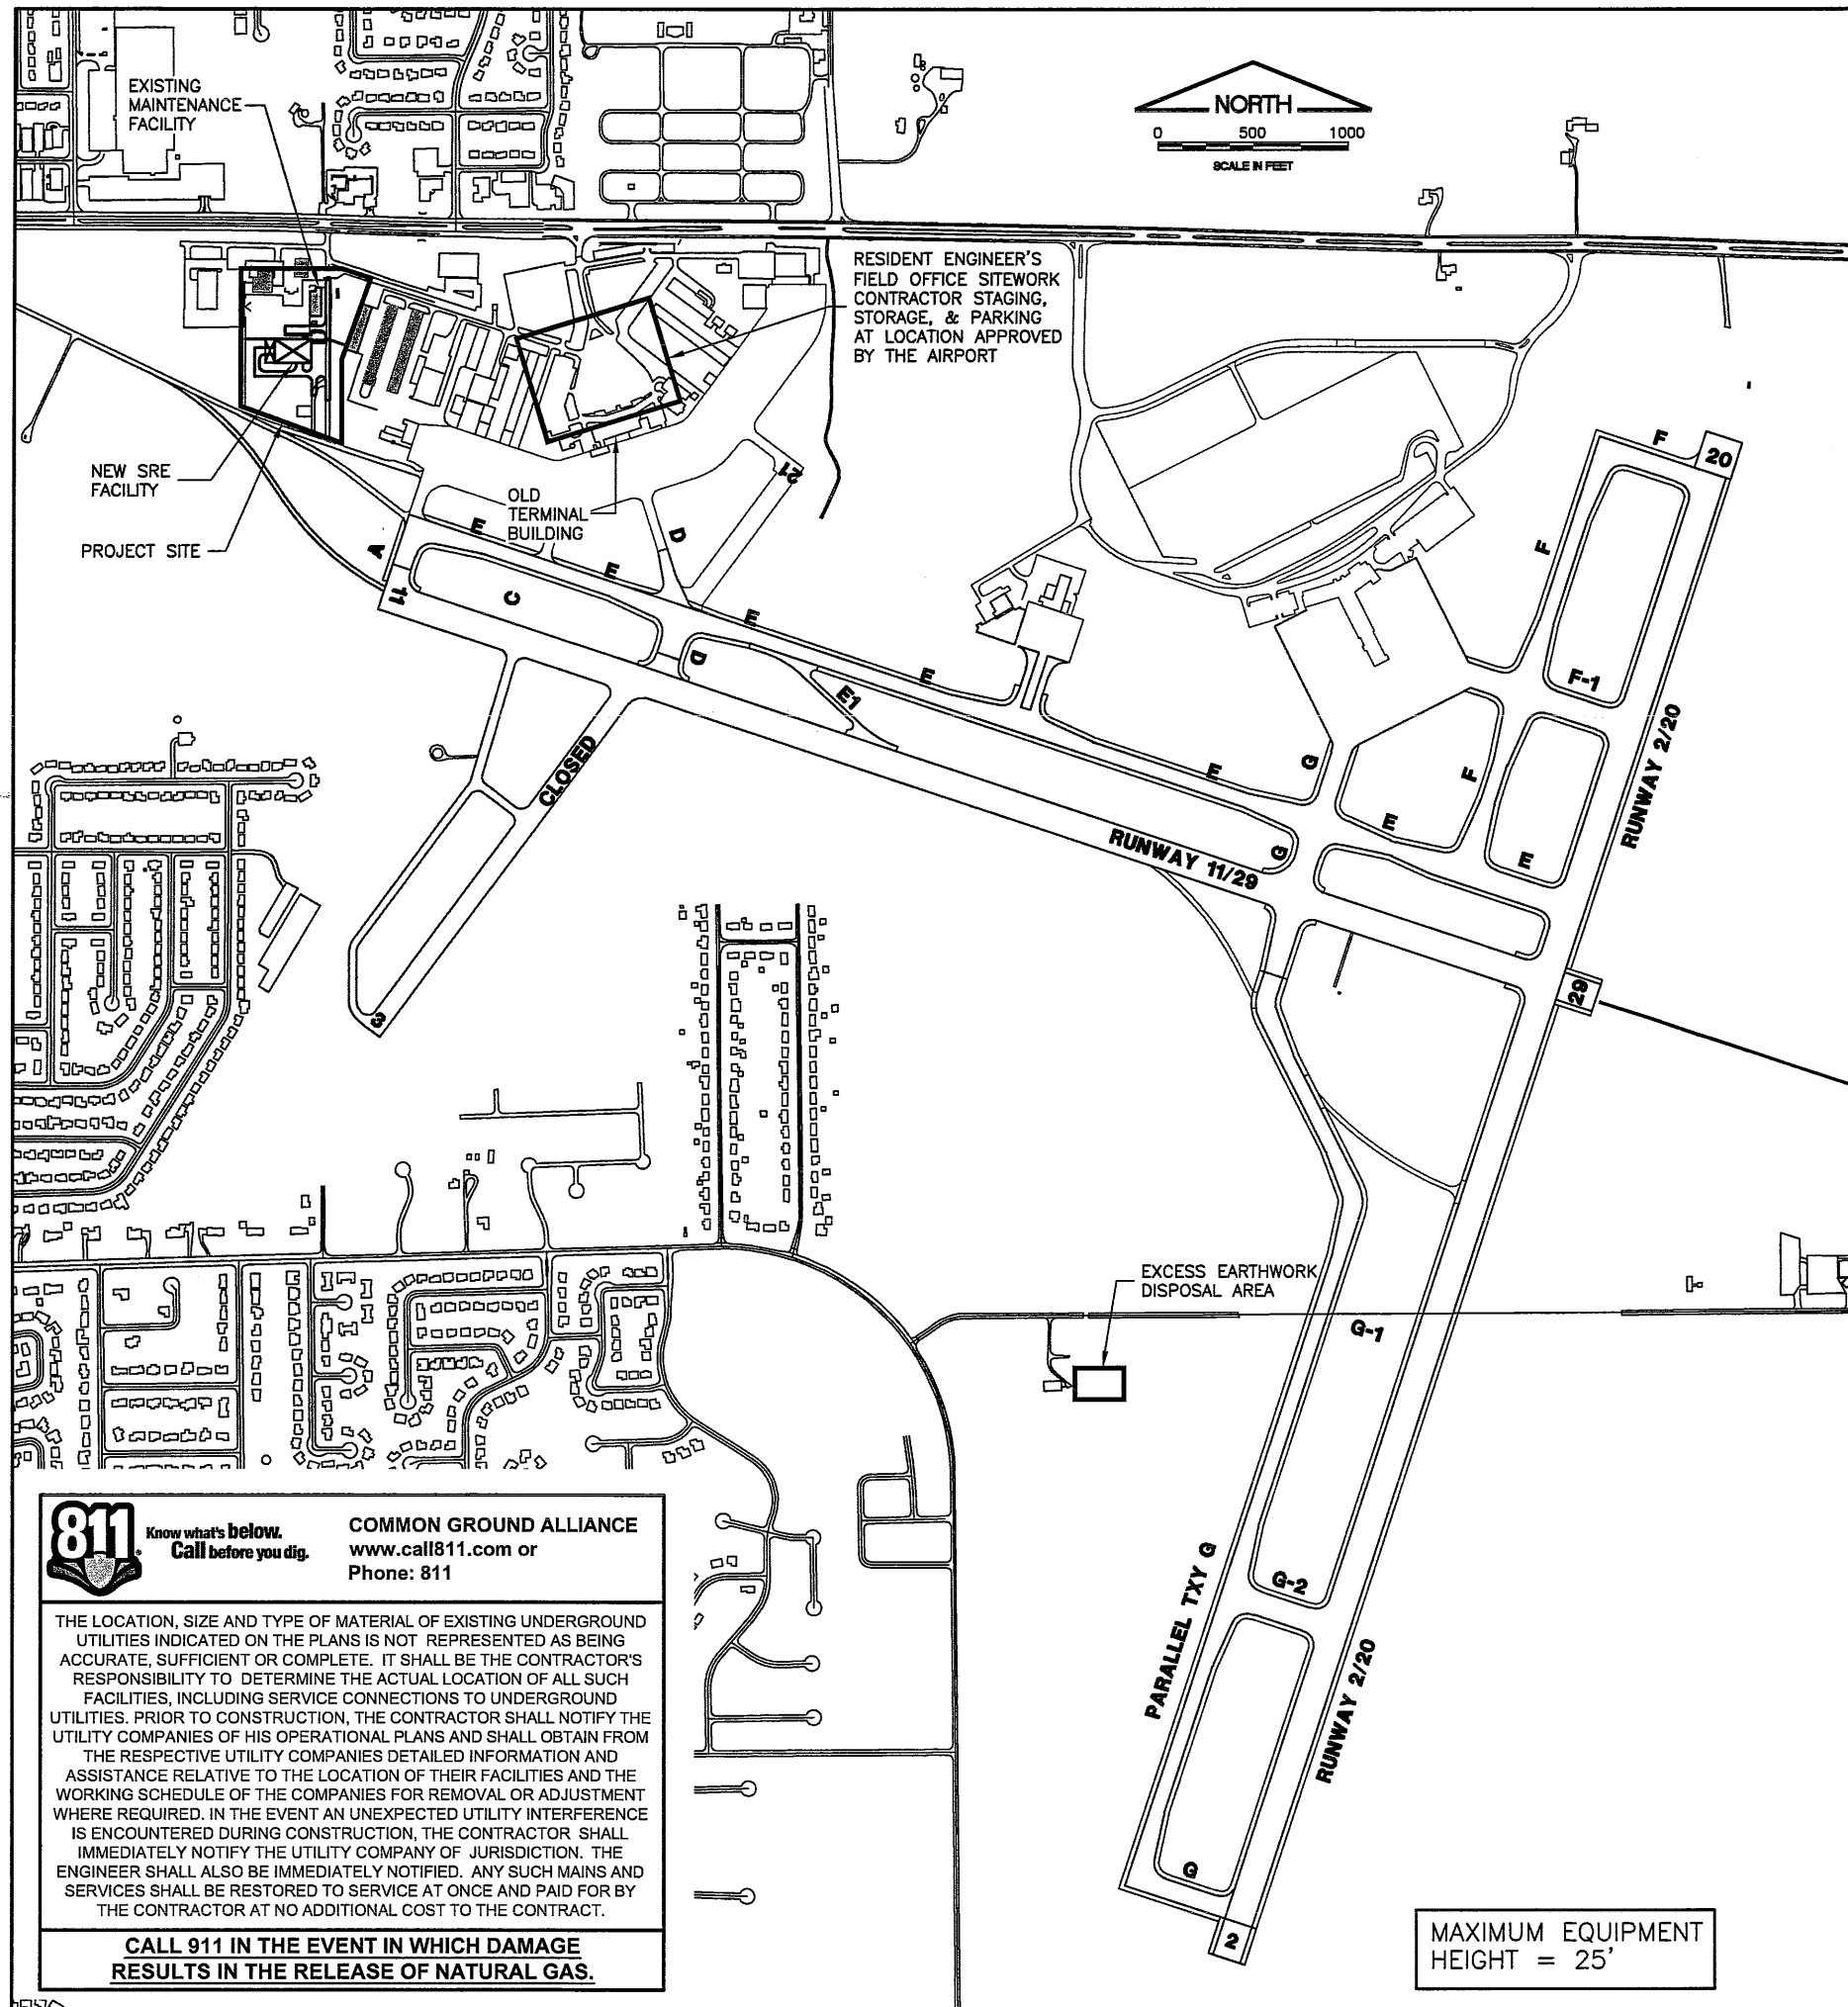 EXISTING
MAINTENANCE
FACILITY
NORTH
0 500 1000
SCALE IN FEET
RESIDENT ENGINEER'S
FIELD OFFICE SITEWORK
CONTRACTOR STAGING,
STORAGE, & PARKING
AT LOCATION APPROVED
BY THE AIRPORT
NEW SRE
FACILITY
PROJECT SITE
OLD
TERMINAL
BUILDING
21
F
20
A
E
D
E
F
11
C
E
D
E
E1
F-1
CLOSED
E
G
F
RUNWAY 2/20
E
G
E
RUNWAY 11/29
29
3
EXCESS EARTHWORK
DISPOSAL AREA
G-1
G-2
PARALLEL TXY G
RUNWAY 2/20
G
2
811
Know what's below.
Call before you dig.
COMMON GROUND ALLIANCE
www.call811.com or
Phone: 811
THE LOCATION, SIZE AND TYPE OF MATERIAL OF EXISTING UNDERGROUND
UTILITIES INDICATED ON THE PLANS IS NOT REPRESENTED AS BEING
ACCURATE, SUFFICIENT OR COMPLETE. IT SHALL BE THE CONTRACTOR'S
RESPONSIBILITY TO DETERMINE THE ACTUAL LOCATION OF ALL SUCH
FACILITIES, INCLUDING SERVICE CONNECTIONS TO UNDERGROUND
UTILITIES. PRIOR TO CONSTRUCTION, THE CONTRACTOR SHALL NOTIFY THE
UTILITY COMPANIES OF HIS OPERATIONAL PLANS AND SHALL OBTAIN FROM
THE RESPECTIVE UTILITY COMPANIES DETAILED INFORMATION AND
ASSISTANCE RELATIVE TO THE LOCATION OF THEIR FACILITIES AND THE
WORKING SCHEDULE OF THE COMPANIES FOR REMOVAL OR ADJUSTMENT
WHERE REQUIRED. IN THE EVENT AN UNEXPECTED UTILITY INTERFERENCE
IS ENCOUNTERED DURING CONSTRUCTION, THE CONTRACTOR SHALL
IMMEDIATELY NOTIFY THE UTILITY COMPANY OF JURISDICTION. THE
ENGINEER SHALL ALSO BE IMMEDIATELY NOTIFIED. ANY SUCH MAINS AND
SERVICES SHALL BE RESTORED TO SERVICE AT ONCE AND PAID FOR BY
THE CONTRACTOR AT NO ADDITIONAL COST TO THE CONTRACT.
CALL 911 IN THE EVENT IN WHICH DAMAGE
RESULTS IN THE RELEASE OF NATURAL GAS.
MAXIMUM EQUIPMENT
HEIGHT = 25'